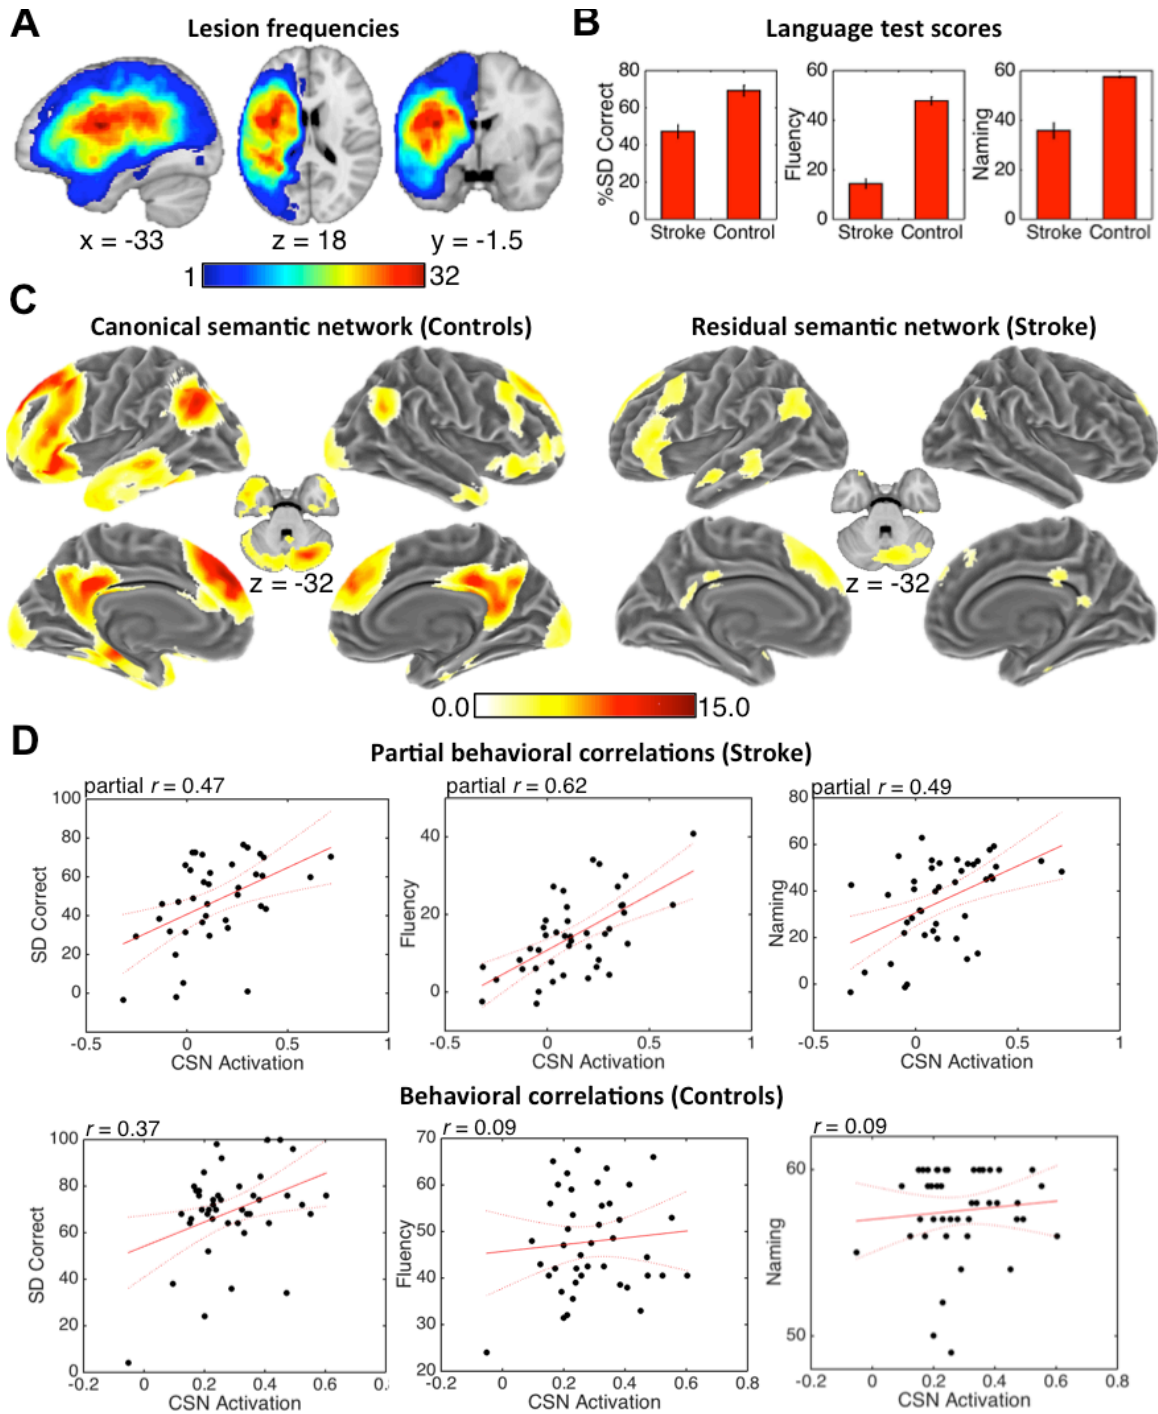 A
Lesion frequencies
x = -33
z = 18
y = -1.5
1
32
B
Language test scores
%SD Correct
80
60
40
20
0
Stroke Control
Fluency
60
40
20
0
Stroke Control
Naming
60
40
20
0
Stroke Control
C
Canonical semantic network (Controls)
Residual semantic network (Stroke)
z = -32
z = -32
0.0
15.0
D
Partial behavioral correlations (Stroke)
partial r = 0.47
SD Correct
100
80
60
40
20
0
-0.5 0 0.5 1
CSN Activation
partial r = 0.62
Fluency
40
20
0
-0.5 0 0.5 1
CSN Activation
partial r = 0.49
Naming
80
60
40
20
0
-0.5 0 0.5 1
CSN Activation
Behavioral correlations (Controls)
r = 0.37
SD Correct
100
80
60
40
20
0
-0.2 0 0.2 0.4 0.6 0.
CSN Activation
r = 0.09
Fluency
70
60
50
40
30
20
-0.2 0 0.2 0.4 0.6 0.8
CSN Activation
r = 0.09
Naming
60
50
-0.2 0 0.2 0.4 0.6 0.8
CSN Activation